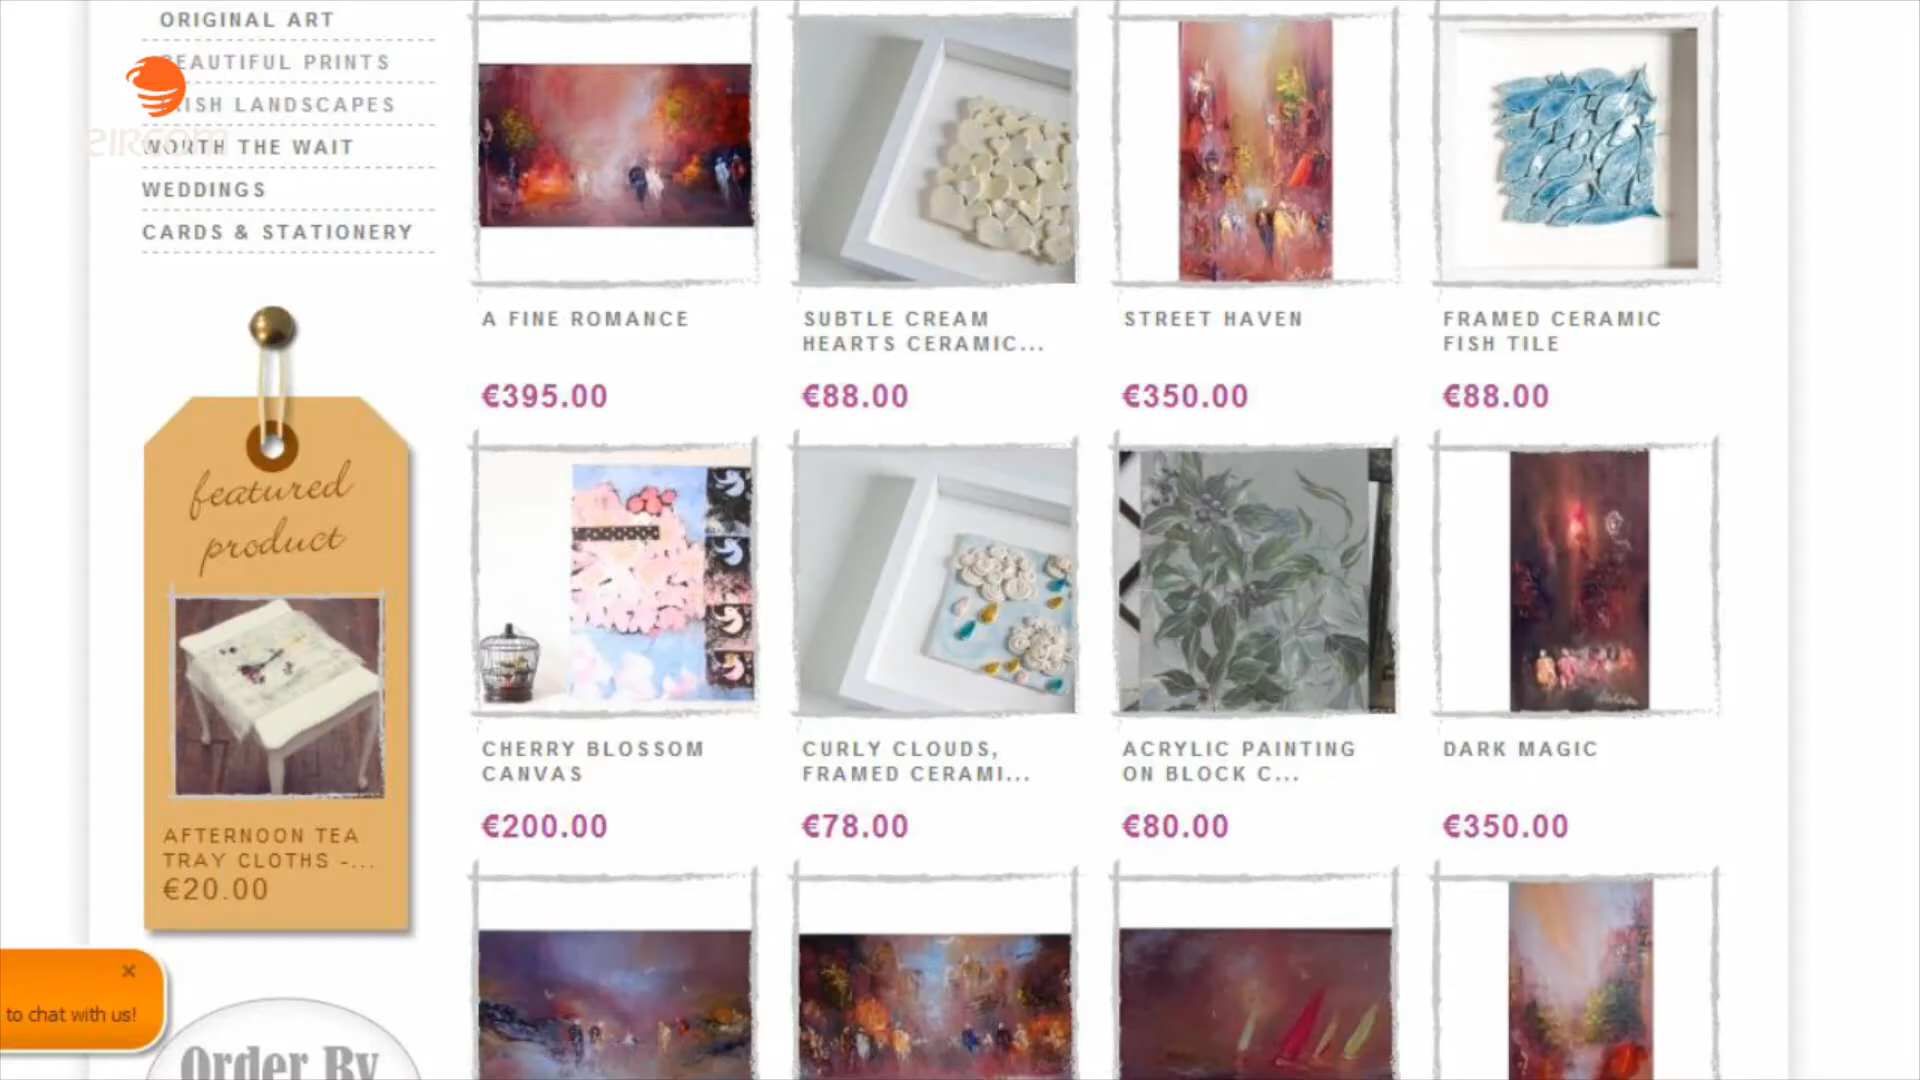 ORIGINAL ART
BEAUTIFUL PRINTS
IRISH LANDSCAPES
eircom
WORTH THE WAIT
WEDDINGS
CARDS & STATIONERY
featured
product
AFTERNOON TEA
TRAY CLOTHS -...
€20.00
to chat with us!
Order By
A FINE ROMANCE
€395.00
SUBTLE CREAM
HEARTS CERAMIC...
€88.00
STREET HAVEN
€350.00
FRAMED CERAMIC
FISH TILE
€88.00
CHERRY BLOSSOM
CANVAS
€200.00
CURLY CLOUDS,
FRAMED CERAMI...
€78.00
ACRYLIC PAINTING
ON BLOCK C...
€80.00
DARK MAGIC
€350.00